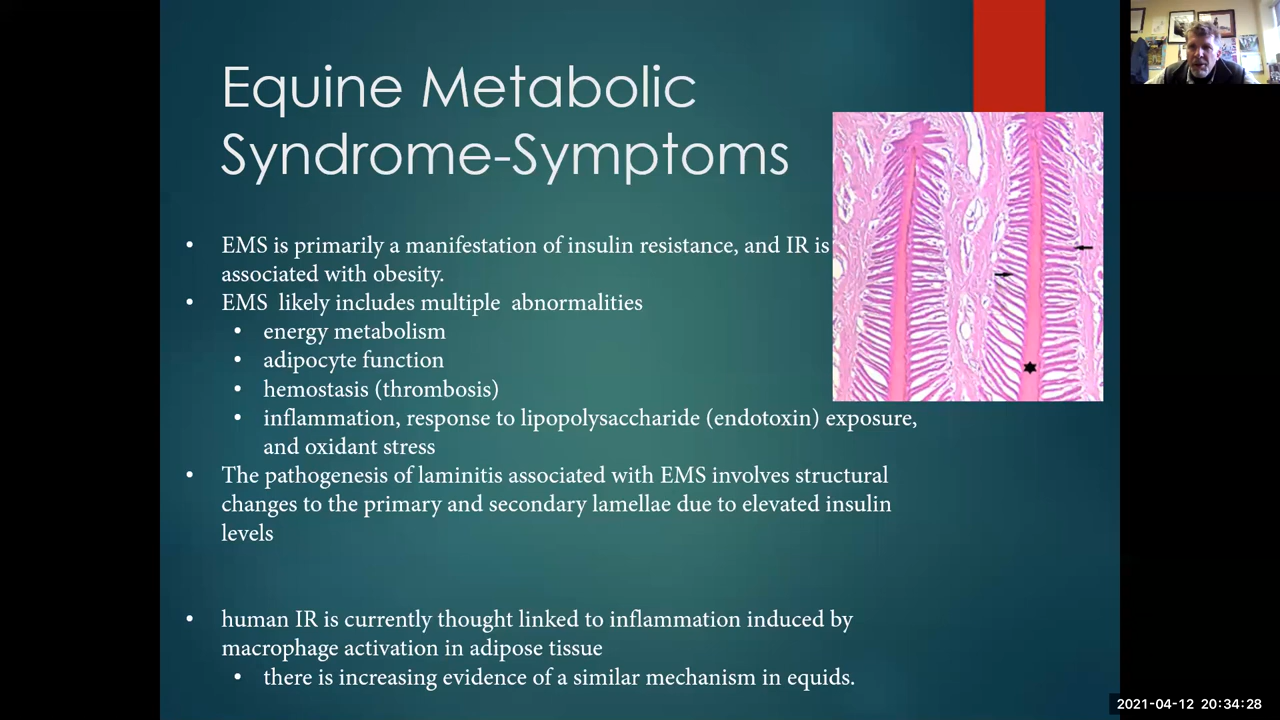 Equine Metabolic
Syndrome-Symptoms
• EMS is primarily a manifestation of insulin resistance, and IR is
associated with obesity.
• EMS likely includes multiple abnormalities
• energy metabolism
• adipocyte function
• hemostasis (thrombosis)
• inflammation, response to lipopolysaccharide (endotoxin) exposure,
and oxidant stress
• The pathogenesis of laminitis associated with EMS involves structural
changes to the primary and secondary lamellae due to elevated insulin
levels
• human IR is currently thought linked to inflammation induced by
macrophage activation in adipose tissue
• there is increasing evidence of a similar mechanism in equids.
2021-04-12 20:34:28